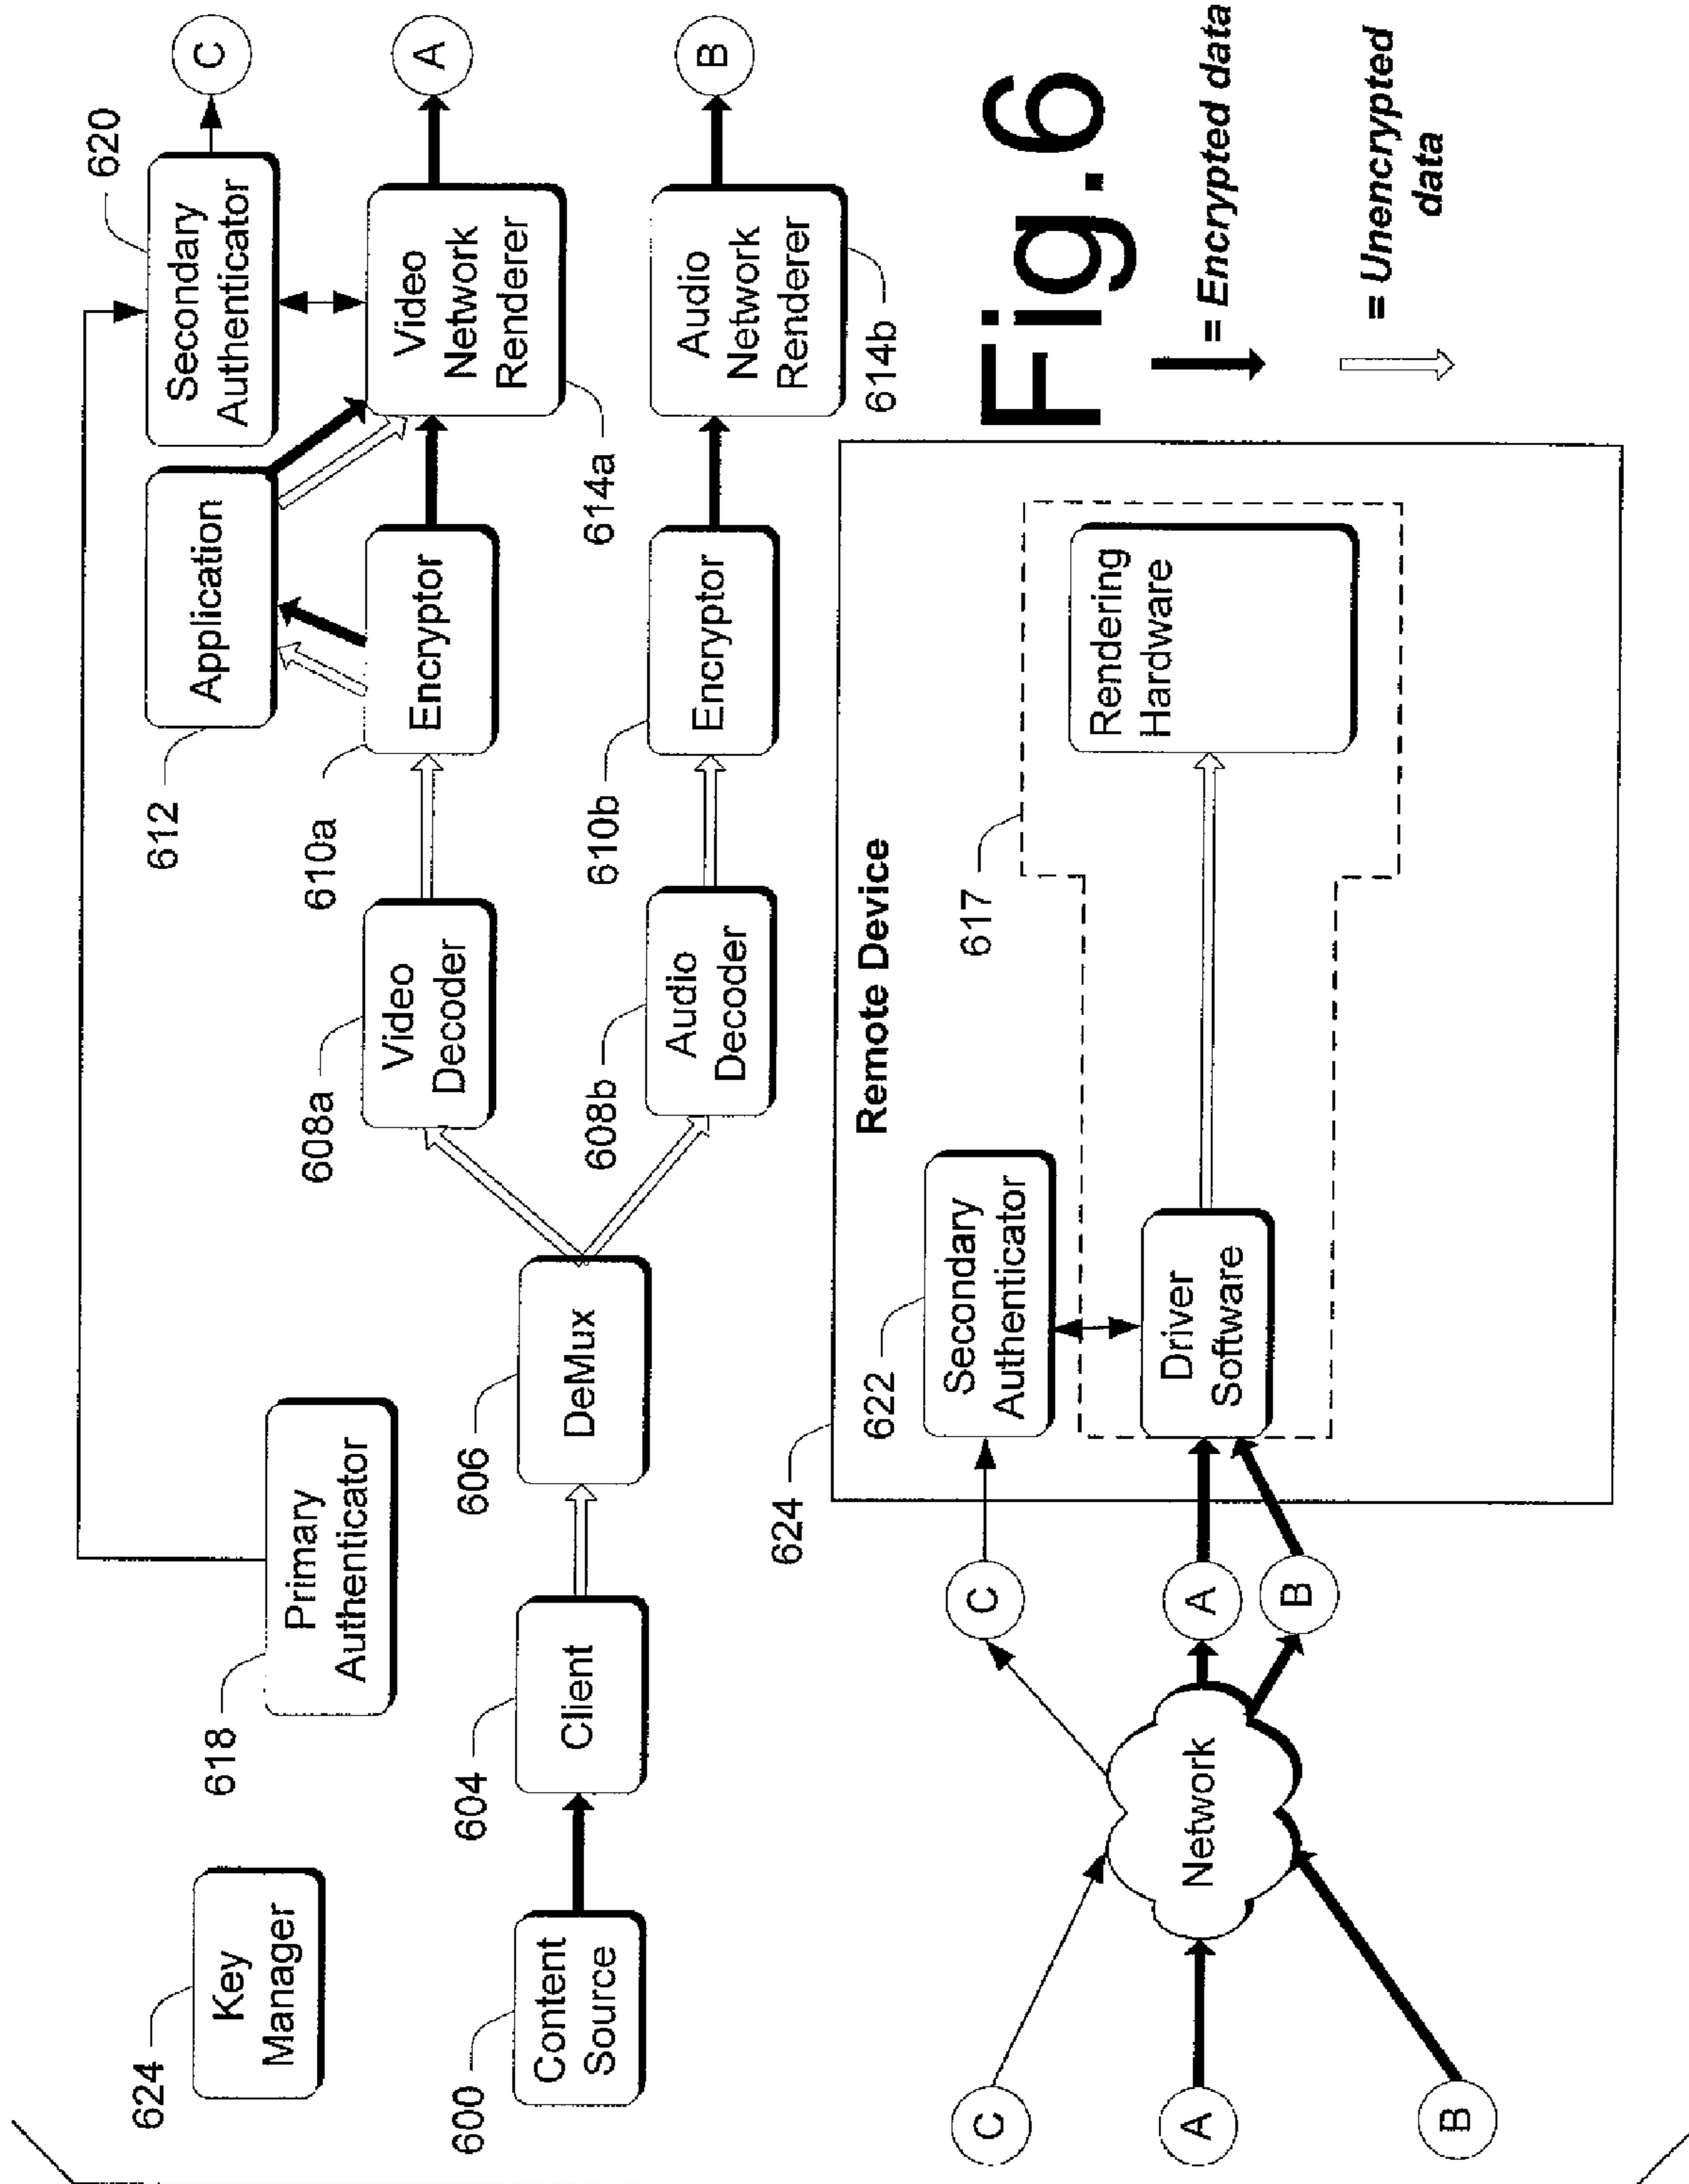 624
Key
Manager
618
Primary
Authenticator
612
Application
620
Secondary
Authenticator
C
600
Content
Source
604
Client
606
DeMux
608a
Video
Decoder
610a
Encryptor
614a
Video
Network
Renderer
A
608b
Audio
Decoder
610b
Encryptor
614b
Audio
Network
Renderer
B
C
A
B
Network
C
A
B
624
Remote Device
622
Secondary
Authenticator
Driver
Software
617
Rendering
Hardware
Fig. 6
= Encrypted data
= Unencrypted
data